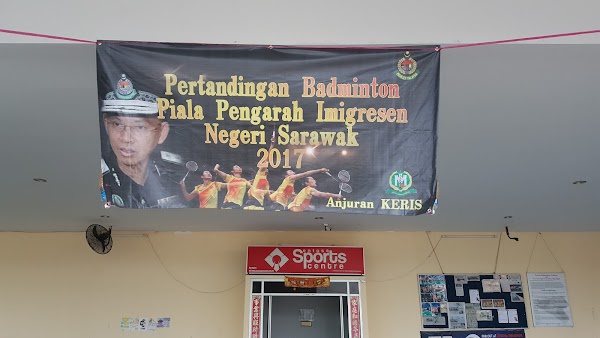 Pertandingan Badminton
Piala Pengarah Imigresen
Negeri Sarawak
2017
Anjuran KERIS
Sports
centre